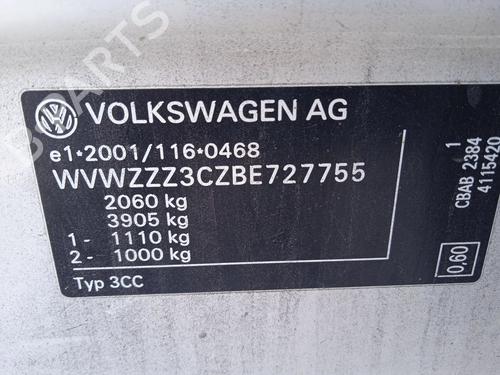 VOLKSWAGEN AG
e1*2001/116*0468
WVWZZZ3CZBE727755
2060 kg
3905 kg
1 - 1110 kg
2 - 1000 kg
Typ 3CC
1
CBAB 2384
4115420
0,60
B-PARTS